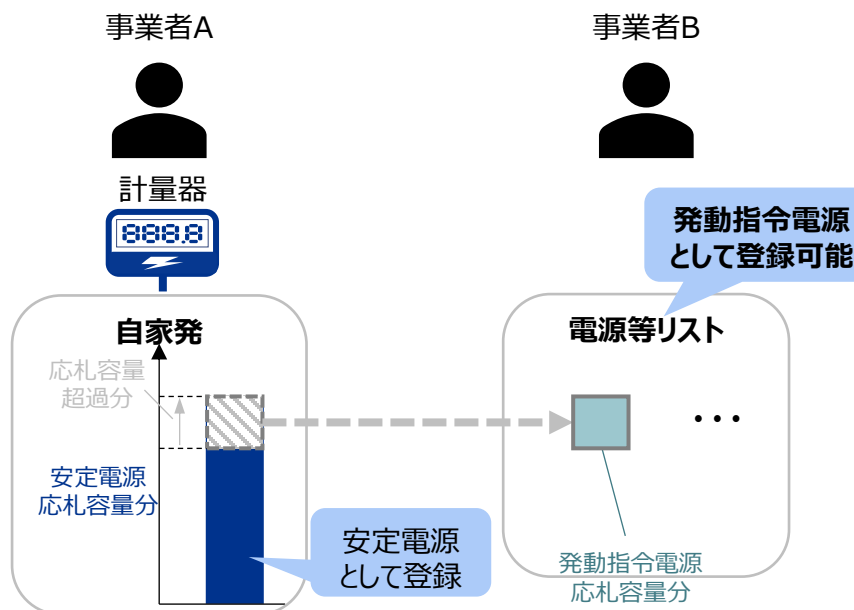 事業者A
事業者B
計量器
888.8
発動指令電源
として登録可能
自家発
電源等リスト
応札容量
超過分
・・・
安定電源
応札容量分
安定電源
として登録
発動指令電源
応札容量分